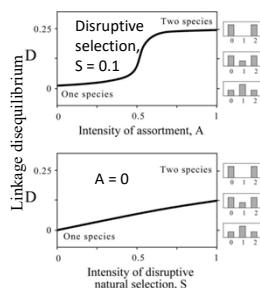 Linkage disequilibrium
Disruptive
selection,
S = 0.1
Two species
One species
D
0.25
0
0
0.5
1
Intensity of assortment, A
0 1 2
0 1 2
0 1 2
A = 0
Two species
One species
D
0.25
0
0
0.5
1
Intensity of disruptive
natural selection, S
0 1 2
0 1 2
0 1 2